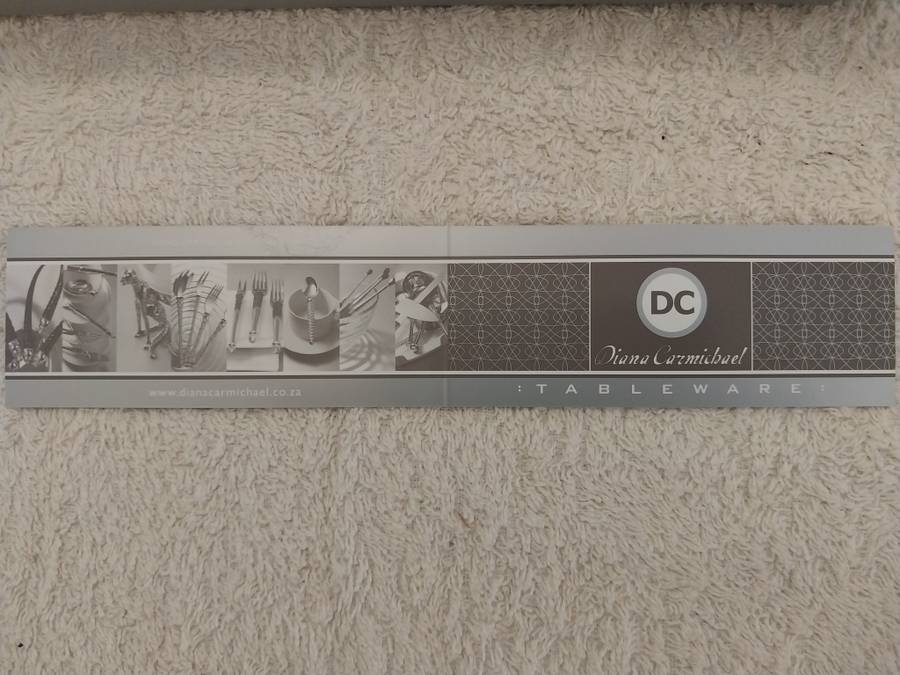 DC
Diana Carmichael
www.dianacarmichael.co.za
:TABLEWARE: